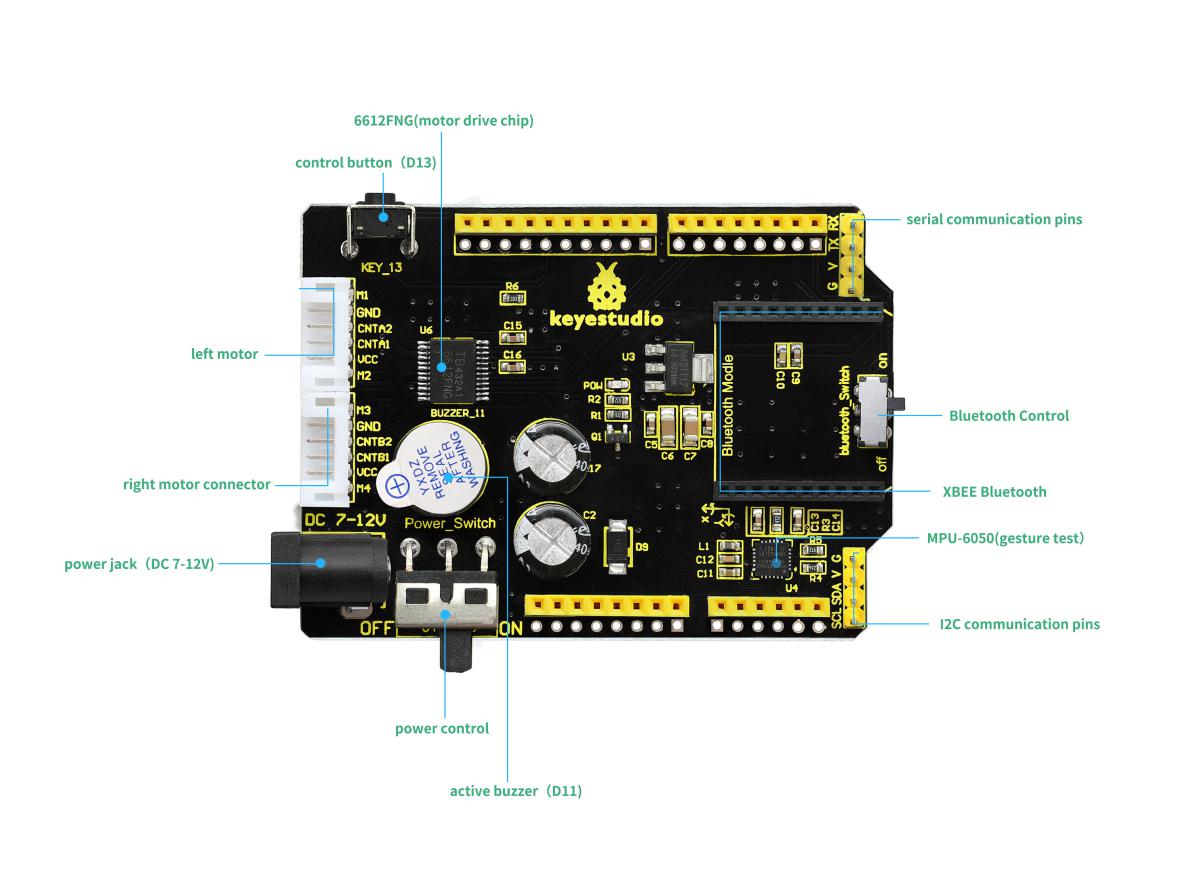 6612FNG(motor drive chip)
control button（D13)
serial communication pins
left motor
right motor connector
power jack（DC 7-12V)
power control
active buzzer（D11)
Bluetooth Control
XBEE Bluetooth
MPU-6050(gesture test）
I2C communication pins
KEY_13
M1
GND
CNTA2
CNTA1
VCC
M2
M3
GND
CNTB2
CNTB1
VCC
M4
DC 7-12V
U6
TB432A1
6612FNG
BUZZER_11
REMOVE
SEAL
AFTER
WASHING
YXDZ
Power_Switch
OFF
ON
R6
C15
C16
keyestudio
U3
POW
R2
R1
Q1
C5
C6
C7
C8
17
C2
D9
Bluetooth Modle
C10
C9
bluetooth_Switch
on
off
RX
TX
V
G
X
L1
C12
C11
C13
R3
C14
R5
R4
U4
G
V
SDA
SCL